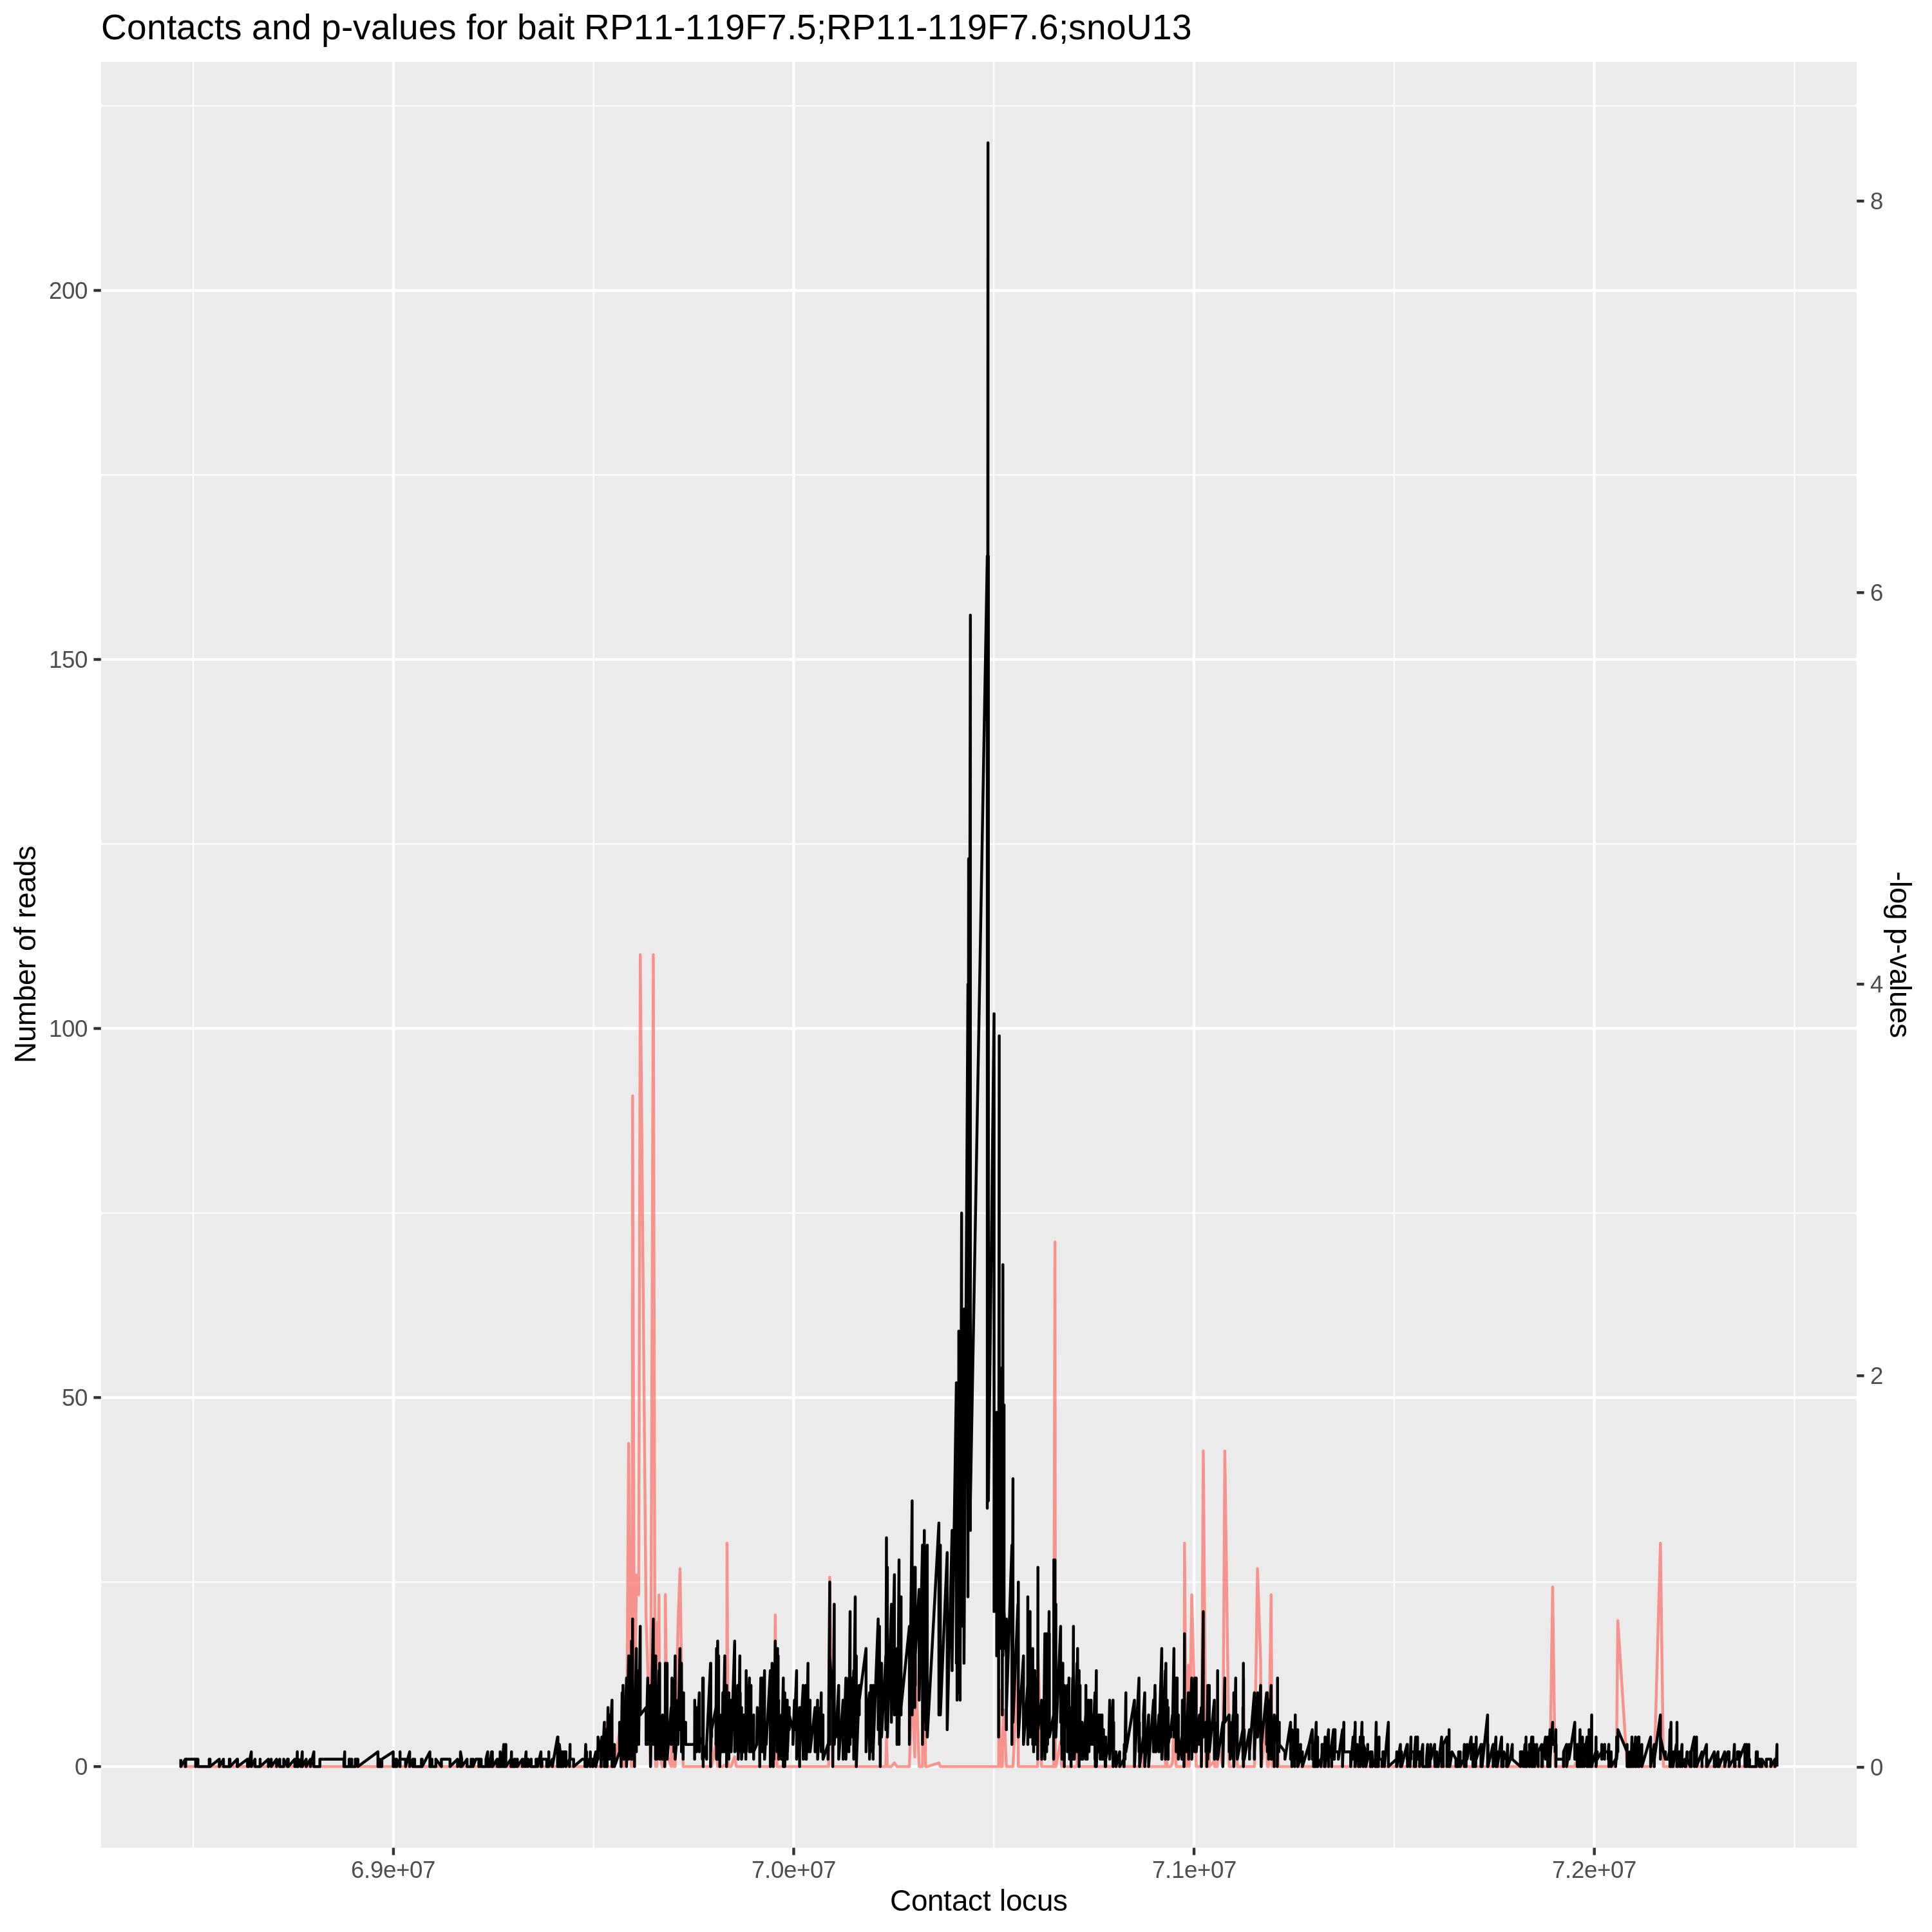 Contacts and p-values for bait RP11-119F7.5;RP11-119F7.6;snoU13
200
150
100
50
0
Number of reads
8
6
4
2
0
-log p-values
6.9e+07
7.0e+07
7.1e+07
7.2e+07
Contact locus